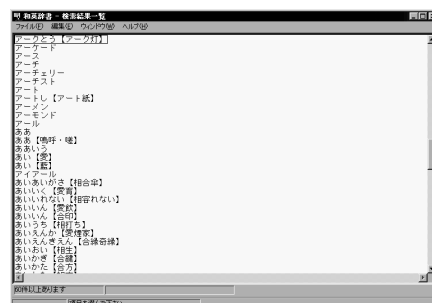 和英辞書 - 検索結果一覧
ファイル(F) 編集(E) ウィンドウ(W) ヘルプ(H)
アークとう【アーク灯】
アーケード
アース
アーチ
アーチェリー
アーチスト
アート
アートし【アート紙】
アーメン
アーモンド
アール
ああ
ああ【嗚呼・嗟】
ああいう
あい【愛】
あい【藍】
アイアール
あいあいがさ【相合傘】
あいいく【愛育】
あいいれない【相容れない】
あいいん【愛飲】
あいいん【合印】
あいうち【相打ち】
あいえんか【愛煙家】
あいえんきえん【合縁奇縁】
あいおい【相生】
あいかぎ【合鍵】
あいかた【合方】
60件以上あります